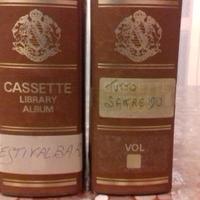 CASSETTE
LIBRARY
ALBUM
FESTIVALBAR
TUTTO
SANREMO
VOL